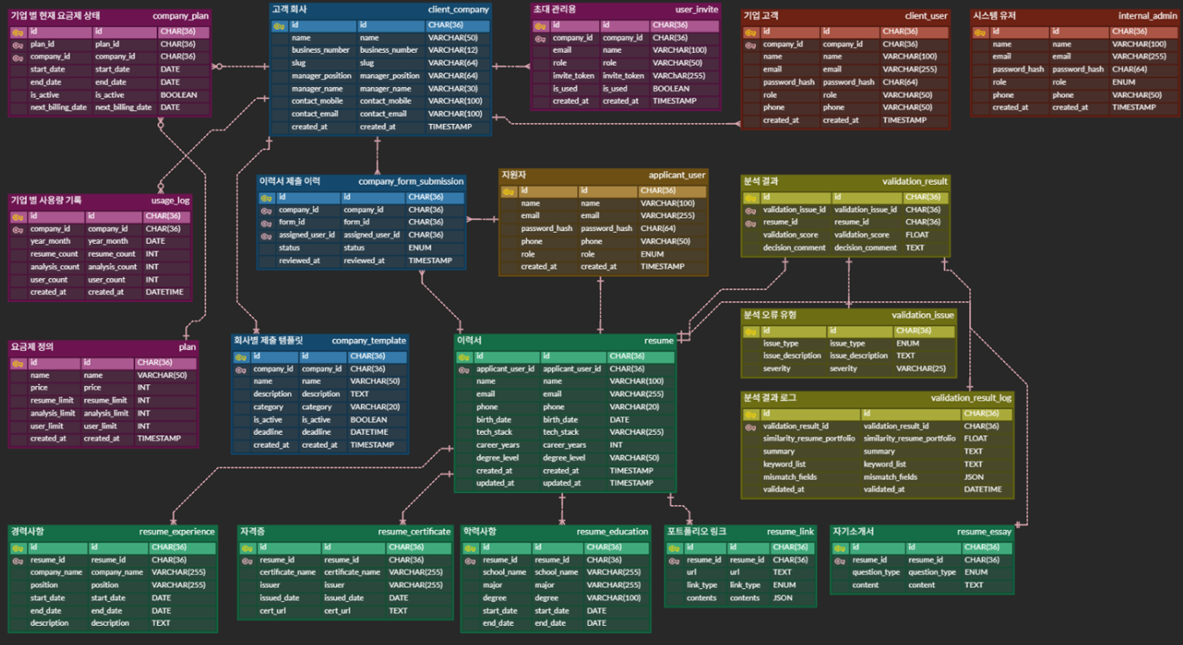 기업 별 현재 요금제 상태 company_plan
id id CHAR(36)
plan_id plan_id CHAR(36)
company_id company_id CHAR(36)
start_date start_date DATE
end_date end_date DATE
is_active is_active BOOLEAN
next_billing_date next_billing_date DATE
고객 회사 client_company
id id CHAR(36)
name name VARCHAR(50)
business_number business_number VARCHAR(12)
slug slug VARCHAR(64)
manager_position manager_position VARCHAR(64)
manager_name manager_name VARCHAR(30)
contact_mobile contact_mobile VARCHAR(100)
contact_email contact_email VARCHAR(100)
created_at created_at TIMESTAMP
초대 관리용 user_invite
id id CHAR(36)
company_id company_id CHAR(36)
email name VARCHAR(100)
role role VARCHAR(50)
invite_token invite_token VARCHAR(255)
is_used is_used BOOLEAN
created_at created_at TIMESTAMP
기업 고객 client_user
id id CHAR(36)
company_id company_id CHAR(36)
name name VARCHAR(100)
email email VARCHAR(255)
password_hash password_hash CHAR(64)
role role VARCHAR(50)
phone phone VARCHAR(50)
created_at created_at TIMESTAMP
시스템 유저 internal_admin
id id CHAR(36)
name name VARCHAR(100)
email email VARCHAR(255)
password_hash password_hash CHAR(64)
role role ENUM
phone phone VARCHAR(50)
created_at created_at TIMESTAMP
기업 별 사용량 기록 usage_log
id id CHAR(36)
company_id company_id CHAR(36)
year_month year_month DATE
resume_count resume_count INT
analysis_count analysis_count INT
user_count user_count INT
created_at created_at DATETIME
이력서 제출 이력 company_form_submission
id id CHAR(36)
company_id company_id CHAR(36)
form_id form_id CHAR(36)
assigned_user_id assigned_user_id CHAR(36)
status status ENUM
reviewed_at reviewed_at TIMESTAMP
지원자 applicant_user
id id CHAR(36)
name name VARCHAR(100)
email email VARCHAR(255)
password_hash password_hash CHAR(64)
phone phone VARCHAR(50)
role role ENUM
created_at created_at TIMESTAMP
분석 결과 validation_result
id id CHAR(36)
validation_issue_id validation_issue_id CHAR(36)
resume_id resume_id CHAR(36)
validation_score validation_score FLOAT
decision_comment decision_comment TEXT
요금제 정의 plan
id id CHAR(36)
name name VARCHAR(50)
price price INT
resume_limit resume_limit INT
analysis_limit analysis_limit INT
user_limit user_limit INT
created_at created_at TIMESTAMP
회사별 제출 템플릿 company_template
id id CHAR(36)
company_id company_id CHAR(36)
name name VARCHAR(50)
description description TEXT
category category VARCHAR(20)
is_active is_active BOOLEAN
deadline deadline DATETIME
created_at created_at TIMESTAMP
이력서 resume
id id CHAR(36)
applicant_user_id applicant_user_id CHAR(36)
name name VARCHAR(100)
email email VARCHAR(255)
phone phone VARCHAR(20)
birth_date birth_date DATE
tech_stack tech_stack VARCHAR(255)
career_years career_years INT
degree_level degree_level VARCHAR(50)
created_at created_at TIMESTAMP
updated_at updated_at TIMESTAMP
분석 오류 유형 validation_issue
id id CHAR(36)
issue_type issue_type ENUM
issue_description issue_description TEXT
severity severity VARCHAR(25)
분석 결과 로그 validation_result_log
id id CHAR(36)
validation_result_id validation_result_id CHAR(36)
similarity_resume_portfolio similarity_resume_portfolio FLOAT
summary summary TEXT
keyword_list keyword_list TEXT
mismatch_fields mismatch_fields JSON
validated_at validated_at DATETIME
경력사항 resume_experience
id id CHAR(36)
resume_id resume_id CHAR(36)
company_name company_name VARCHAR(255)
position position VARCHAR(255)
start_date start_date DATE
end_date end_date DATE
description description TEXT
자격증 resume_certificate
id id CHAR(36)
resume_id resume_id CHAR(36)
certificate_name certificate_name VARCHAR(255)
issuer issuer VARCHAR(255)
issued_date issued_date DATE
cert_url cert_url TEXT
학력사항 resume_education
id id CHAR(36)
resume_id resume_id CHAR(36)
school_name school_name VARCHAR(255)
major major VARCHAR(255)
degree degree VARCHAR(100)
start_date start_date DATE
end_date end_date DATE
포트폴리오 링크 resume_link
id id CHAR(36)
resume_id resume_id CHAR(36)
url url TEXT
link_type link_type ENUM
contents contents JSON
자기소개서 resume_essay
id id CHAR(36)
resume_id resume_id CHAR(36)
question_type question_type ENUM
content content TEXT